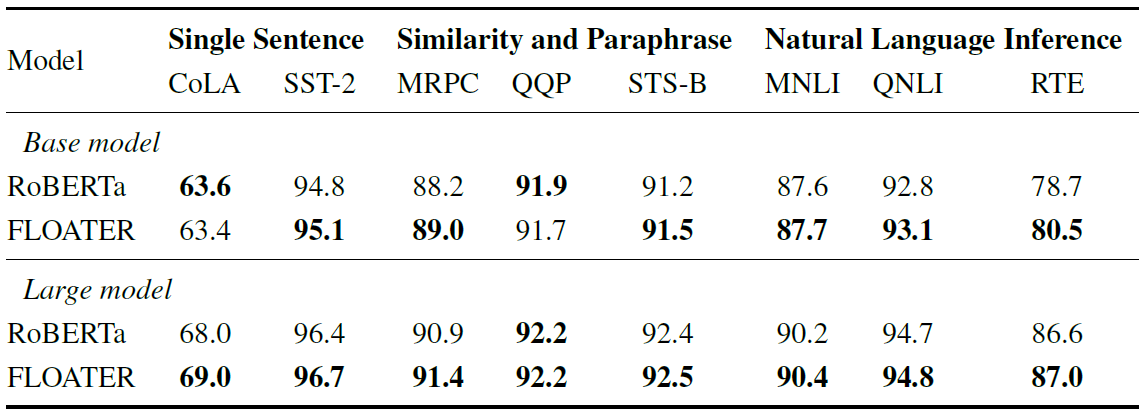 Model Single Sentence Similarity and Paraphrase Natural Language Inference
CoLA SST-2 MRPC QQP STS-B MNLI QNLI RTE
Base model
RoBERTa 63.6 94.8 88.2 91.9 91.2 87.6 92.8 78.7
FLOATER 63.4 95.1 89.0 91.7 91.5 87.7 93.1 80.5
Large model
RoBERTa 68.0 96.4 90.9 92.2 92.4 90.2 94.7 86.6
FLOATER 69.0 96.7 91.4 92.2 92.5 90.4 94.8 87.0